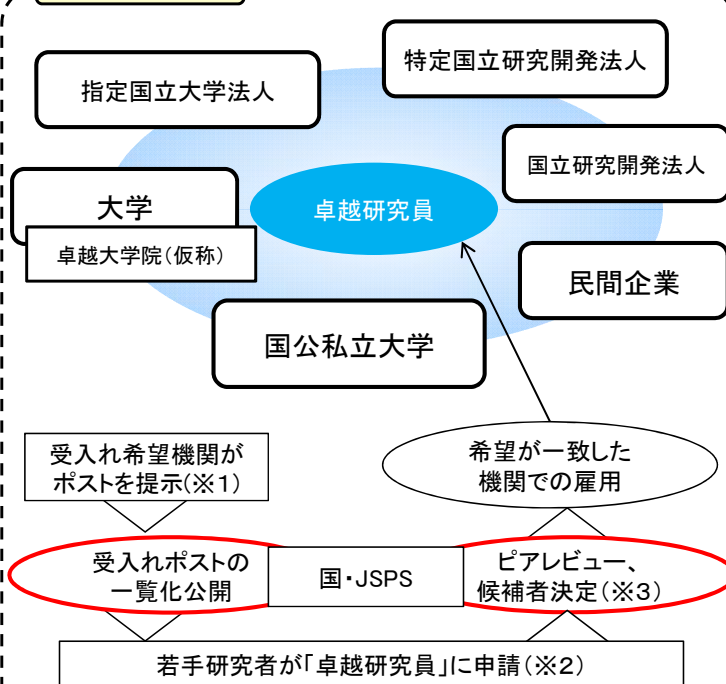 特定国立研究開発法人
指定国立大学法人
国立研究開発法人
大学
卓越研究員
卓越大学院(仮称)
民間企業
国公私立大学
受入れ希望機関が
ポストを提示(※1)
希望が一致した
機関での雇用
受入れポストの
一覧化公開
国・JSPS
ピアレビュー、
候補者決定(※3)
若手研究者が「卓越研究員」に申請(※2)